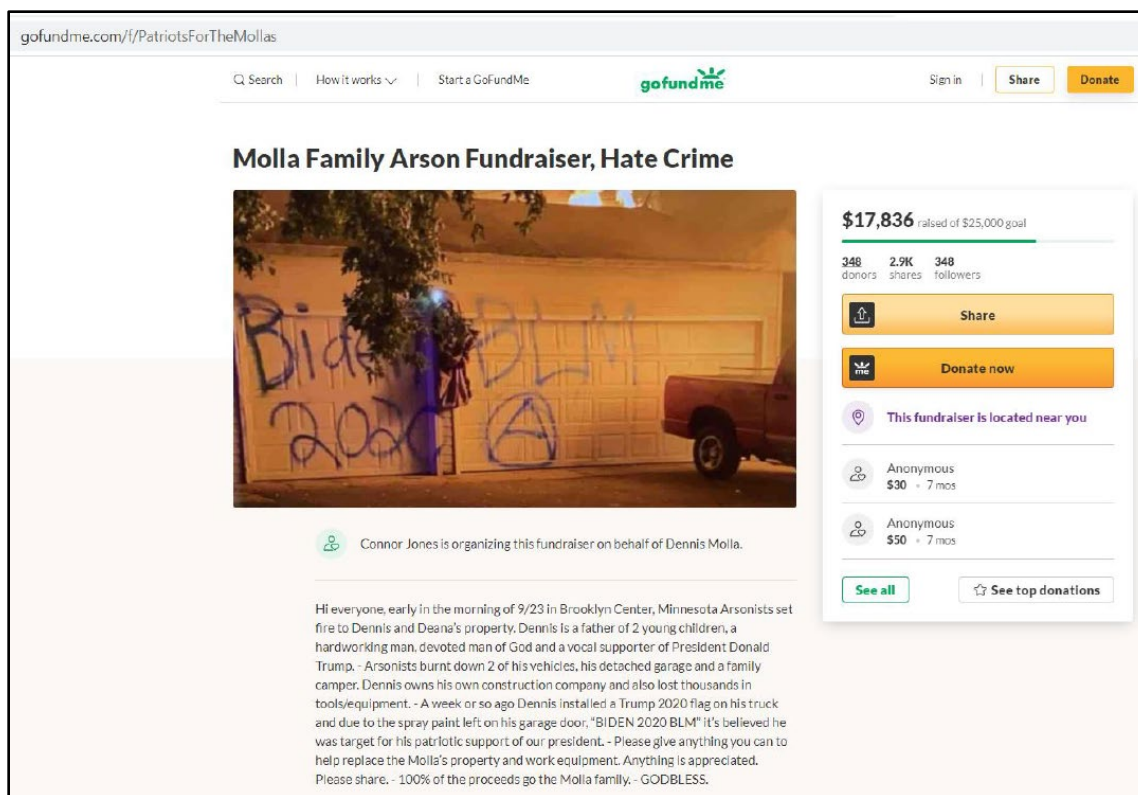 gofundme.com/f/PatriotsForTheMollas
Search | How it works | Start a GoFundMe
gofundme
Sign in | Share Donate
Molla Family Arson Fundraiser, Hate Crime
Biden BLM
2020 A
$17,836 raised of $25,000 goal
348 2.9K 348
donors shares followers
Share
me Donate now
This fundraiser is located near you
Anonymous
$30 • 7 mos
Anonymous
$50 • 7 mos
See all See top donations
Connor Jones is organizing this fundraiser on behalf of Dennis Molla.
Hi everyone, early in the morning of 9/23 in Brooklyn Center, Minnesota Arsonists set
fire to Dennis and Deana's property. Dennis is a father of 2 young children, a
hardworking man, devoted man of God and a vocal supporter of President Donald
Trump. - Arsonists burnt down 2 of his vehicles, his detached garage and a family
camper. Dennis owns his own construction company and also lost thousands in
tools/equipment. - A week or so ago Dennis installed a Trump 2020 flag on his truck
and due to the spray paint left on his garage door, "BIDEN 2020 BLM" it's believed he
was target for his patriotic support of our president. - Please give anything you can to
help replace the Molla's property and work equipment. Anything is appreciated.
Please share. - 100% of the proceeds go the Molla family. - GODBLESS.